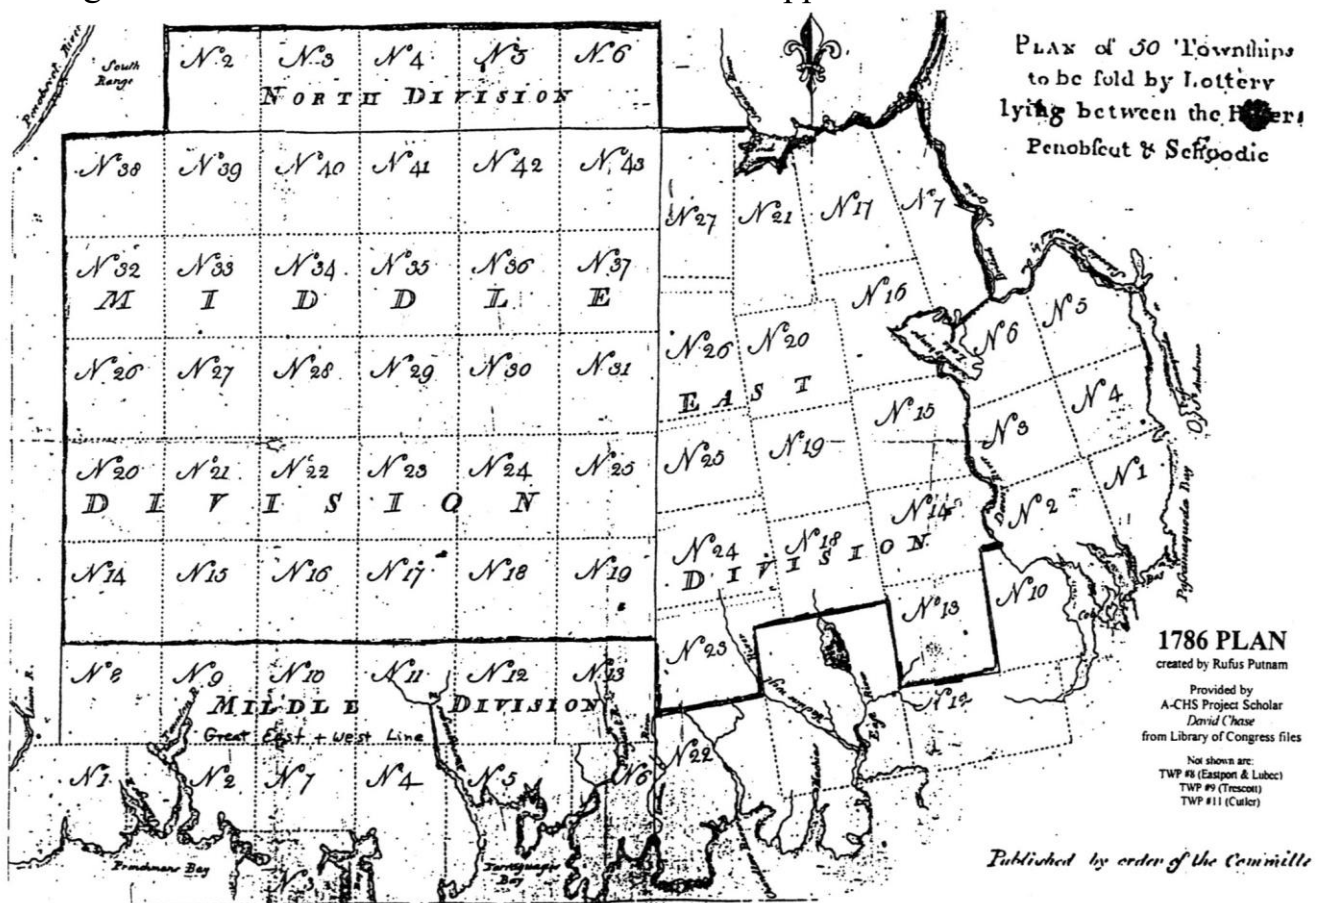 PLAN of 50 Townships
to be sold by Lottery
lying between the
Penobscut & Schoodic
Penobscot River
South
Range
No 2 No 3 No 4 No 5 No 6
NORTH DIVISION
No 38 No 39 No 40 No 41 No 42 No 43
No 27 No 21 No 17 No 7
No 32 No 33 No 34 No 35 No 36 No 37
MIDDLE
No 16 No 6 No 5
No 26 No 27 No 28 No 29 No 30 No 31
No 26 No 20
EAST
No 15 No 3 No 4
No 20 No 21 No 22 No 23 No 24 No 25
DIVISION
No 25 No 19
No 14 No 2 No 1
No 14 No 15 No 16 No 17 No 18 No 19
No 24 No 18
DIVISION
No 13 No 10
Passamaquoda Bay
No 8 No 9 No 10 No 11 No 12 No 13
MIDDLE DIVISION
Great East + West Line
No 23
No 12
River
East
No 1 No 2 No 7 No 4 No 5 No 6
No 22
No 3
Frenchmans Bay
Bay
1786 PLAN
created by Rufus Putnam
Provided by
A-CHS Project Scholar
David Chase
from Library of Congress files
Not shown are:
TWP #8 (Eastport & Lubec)
TWP #9 (Trescott)
TWP #11 (Cutler)
Published by order of the Committe